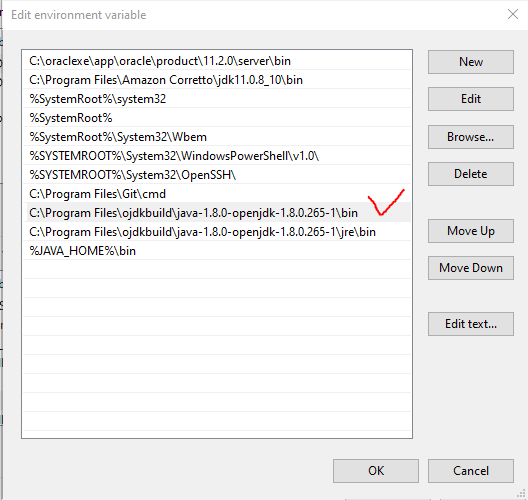 Edit environment variable
C:\oraclexe\app\oracle\product\11.2.0\server\bin
C:\Program Files\Amazon Corretto\jdk11.0.8_10\bin
%SystemRoot%\system32
%SystemRoot%
%SystemRoot%\System32\Wbem
%SYSTEMROOT%\System32\WindowsPowerShell\v1.0\
%SYSTEMROOT%\System32\OpenSSH\
C:\Program Files\Git\cmd
C:\Program Files\ojdkbuild\java-1.8.0-openjdk-1.8.0.265-1\bin
C:\Program Files\ojdkbuild\java-1.8.0-openjdk-1.8.0.265-1\jre\bin
%JAVA_HOME%\bin
New
Edit
Browse...
Delete
Move Up
Move Down
Edit text...
OK
Cancel